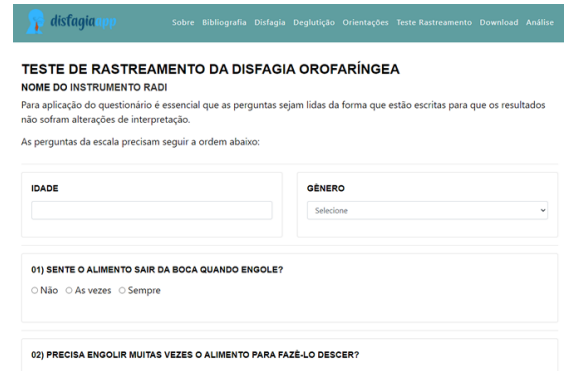 disfagia app
Sobre Bibliografia Disfagia Deglutição Orientações Teste Rastreamento Download Análise
TESTE DE RASTREAMENTO DA DISFAGIA OROFARÍNGEA
NOME DO INSTRUMENTO RADI
Para aplicação do questionário é essencial que as perguntas sejam lidas da forma que estão escritas para que os resultados
não sofram alterações de interpretação.
As perguntas da escala precisam seguir a ordem abaixo:
IDADE
GÊNERO
Selecione
01) SENTE O ALIMENTO SAIR DA BOCA QUANDO ENGOLE?
Não As vezes Sempre
02) PRECISA ENGOLIR MUITAS VEZES O ALIMENTO PARA FAZÊ-LO DESCER?